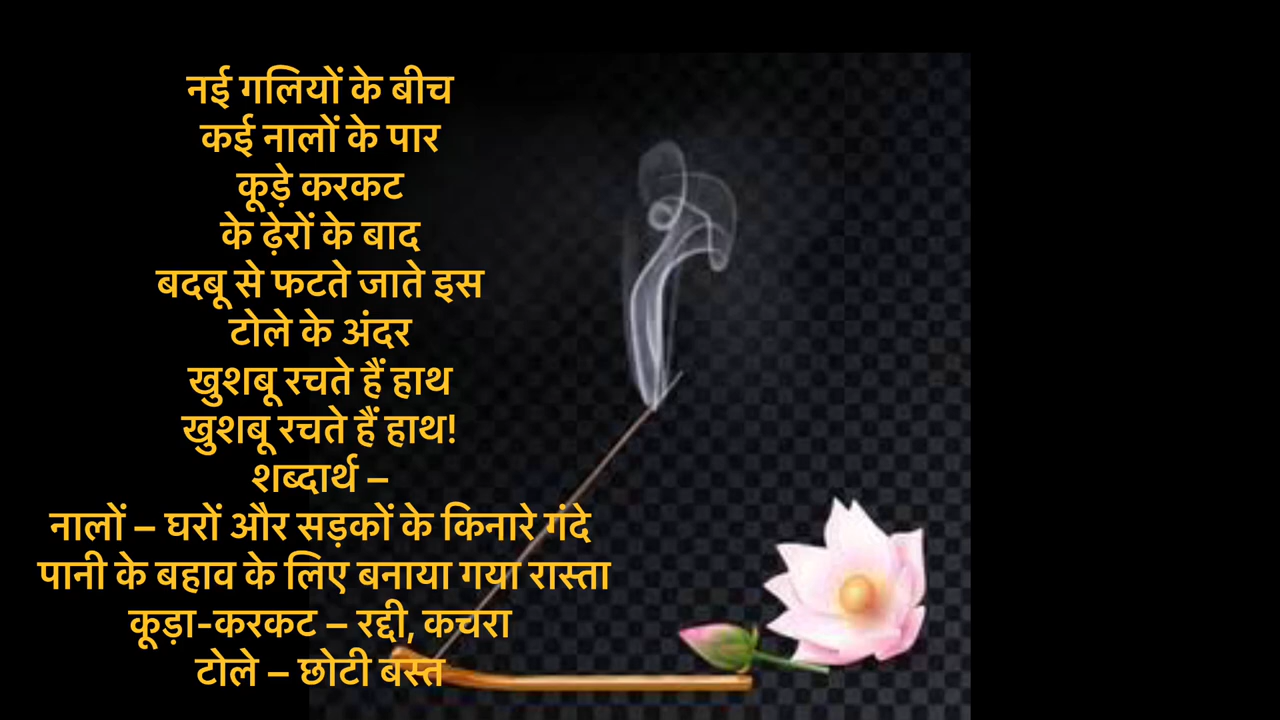 नई गलियों के बीच
कई नालों के पार
कूड़े करकट
के ढ़ेरों के बाद
बदबू से फटते जाते इस
टोले के अंदर
खुशबू रचते हैं हाथ
खुशबू रचते हैं हाथ!
शब्दार्थ –
नालों – घरों और सड़कों के किनारे गंदे
पानी के बहाव के लिए बनाया गया रास्ता
कूड़ा-करकट – रद्दी, कचरा
टोले – छोटी बस्त